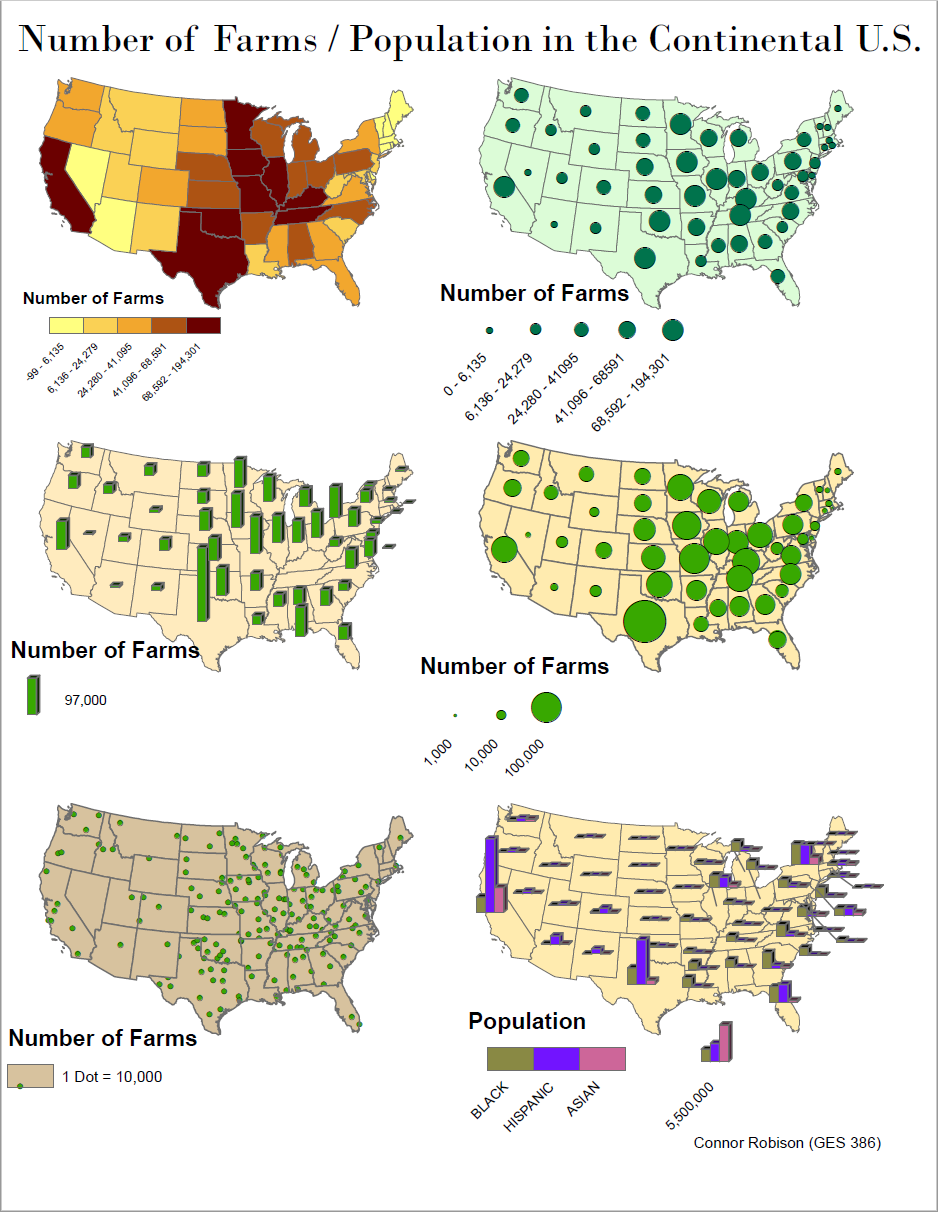 Number of Farms / Population in the Continental U.S.
Number of Farms
-99 - 6,135
6,136 - 24,279
24,280 - 41,095
41,096 - 68,591
68,592 - 194,301
Number of Farms
0 - 6,135
6,136 - 24,279
24,280 - 41095
41,096 - 68591
68,592 - 194,301
Number of Farms
97,000
Number of Farms
1,000
10,000
100,000
Number of Farms
1 Dot = 10,000
Population
BLACK
HISPANIC
ASIAN
5,500,000
Connor Robison (GES 386)